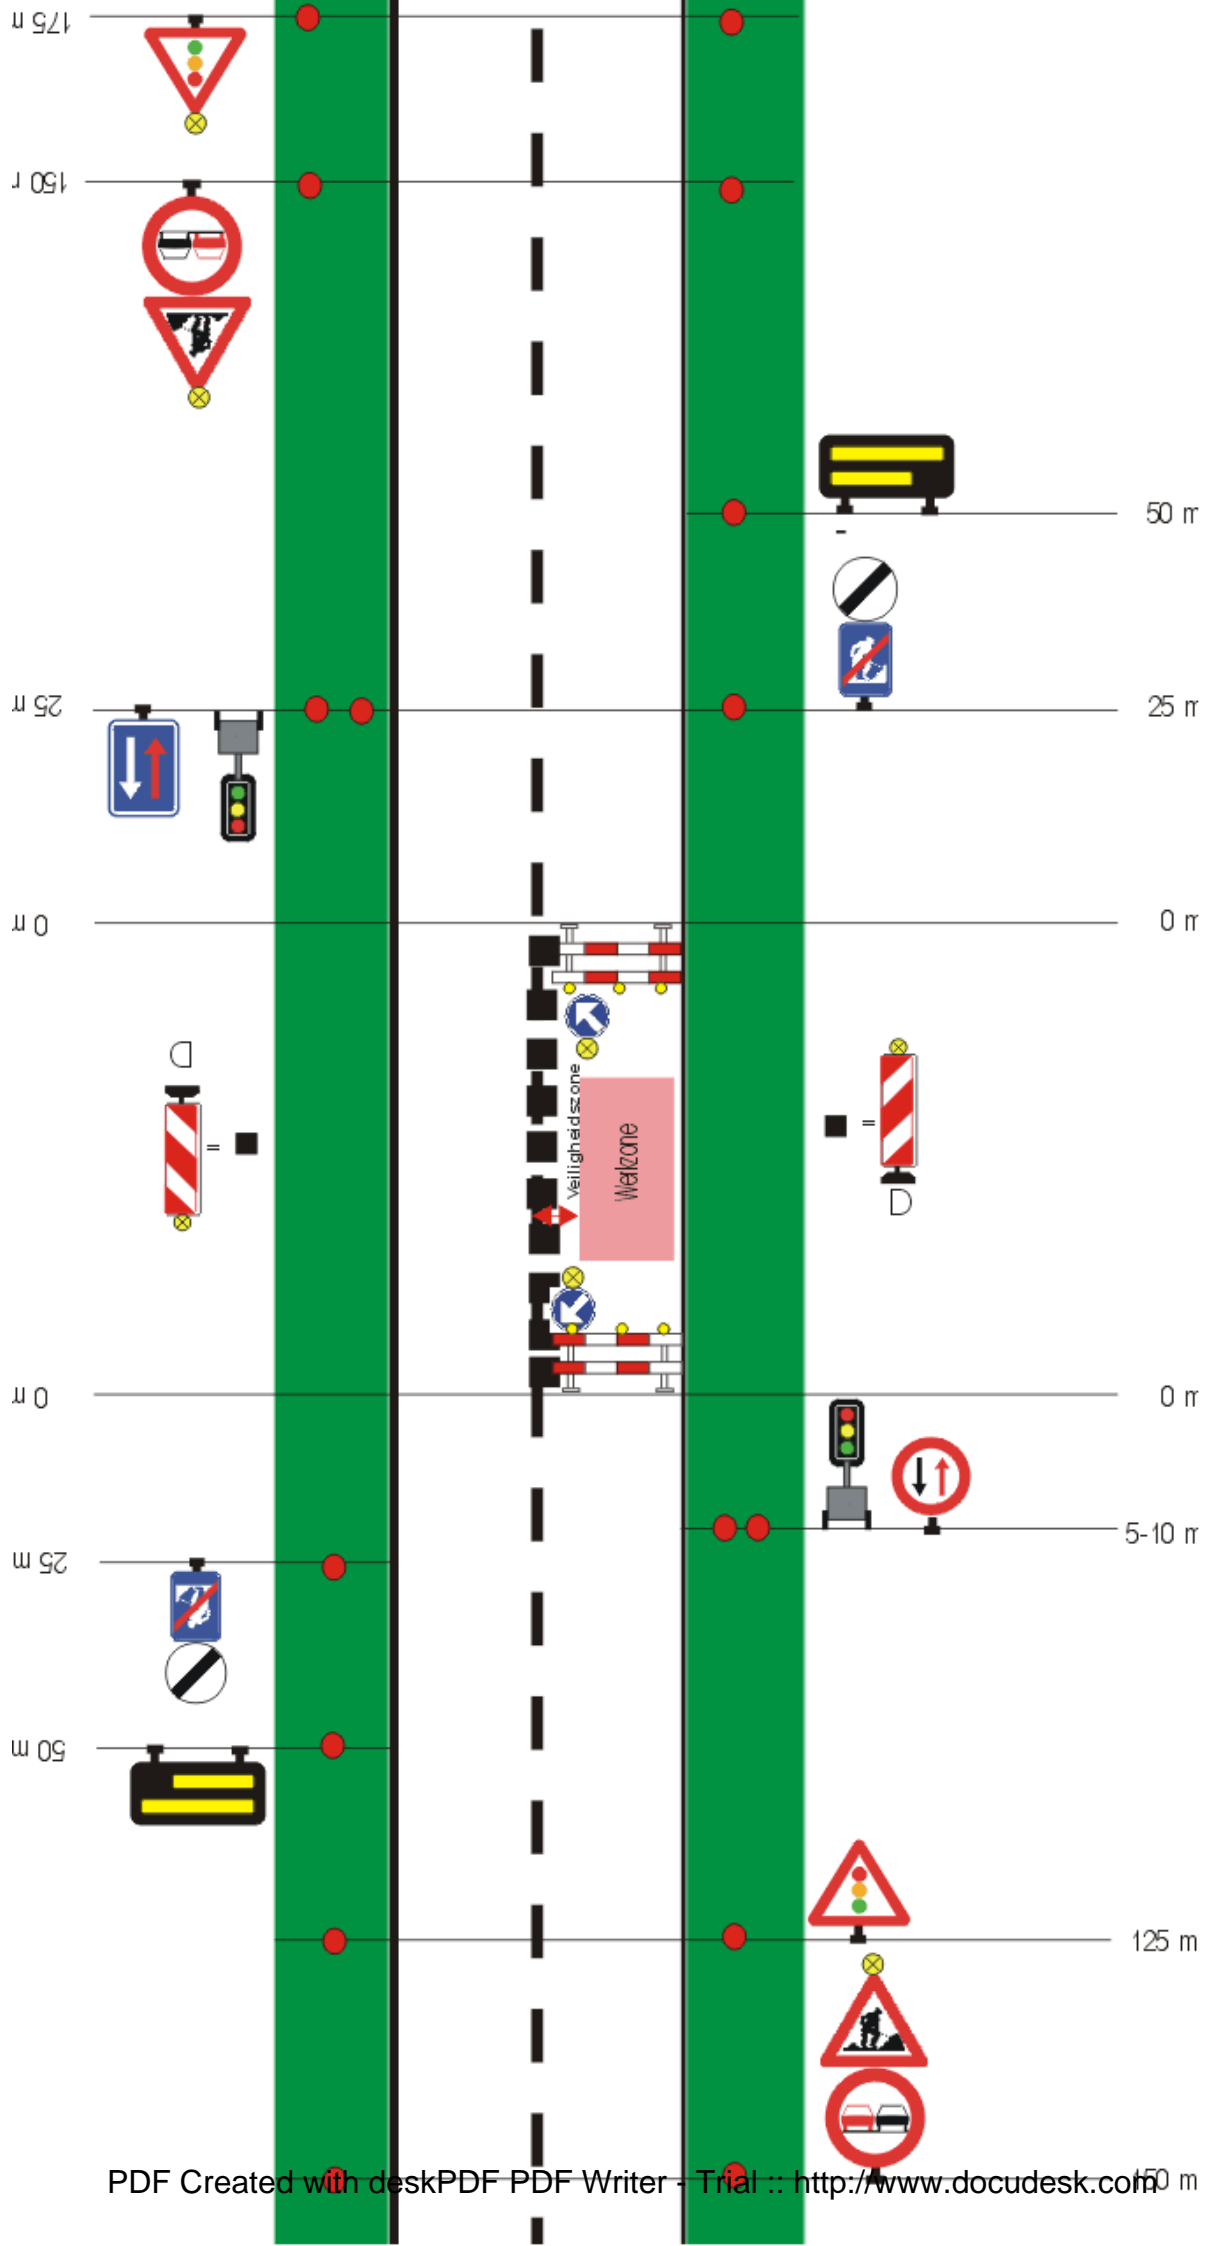 175 m
150 m
50 m
25 m
25 m
0 m
0 m
D
Veiligheidszone
Werkzone
=
=
D
0 m
0 m
5-10 m
25 m
50 m
125 m
PDF Created with deskPDF PDF Writer - Trial :: http://www.docudesk.com
150 m